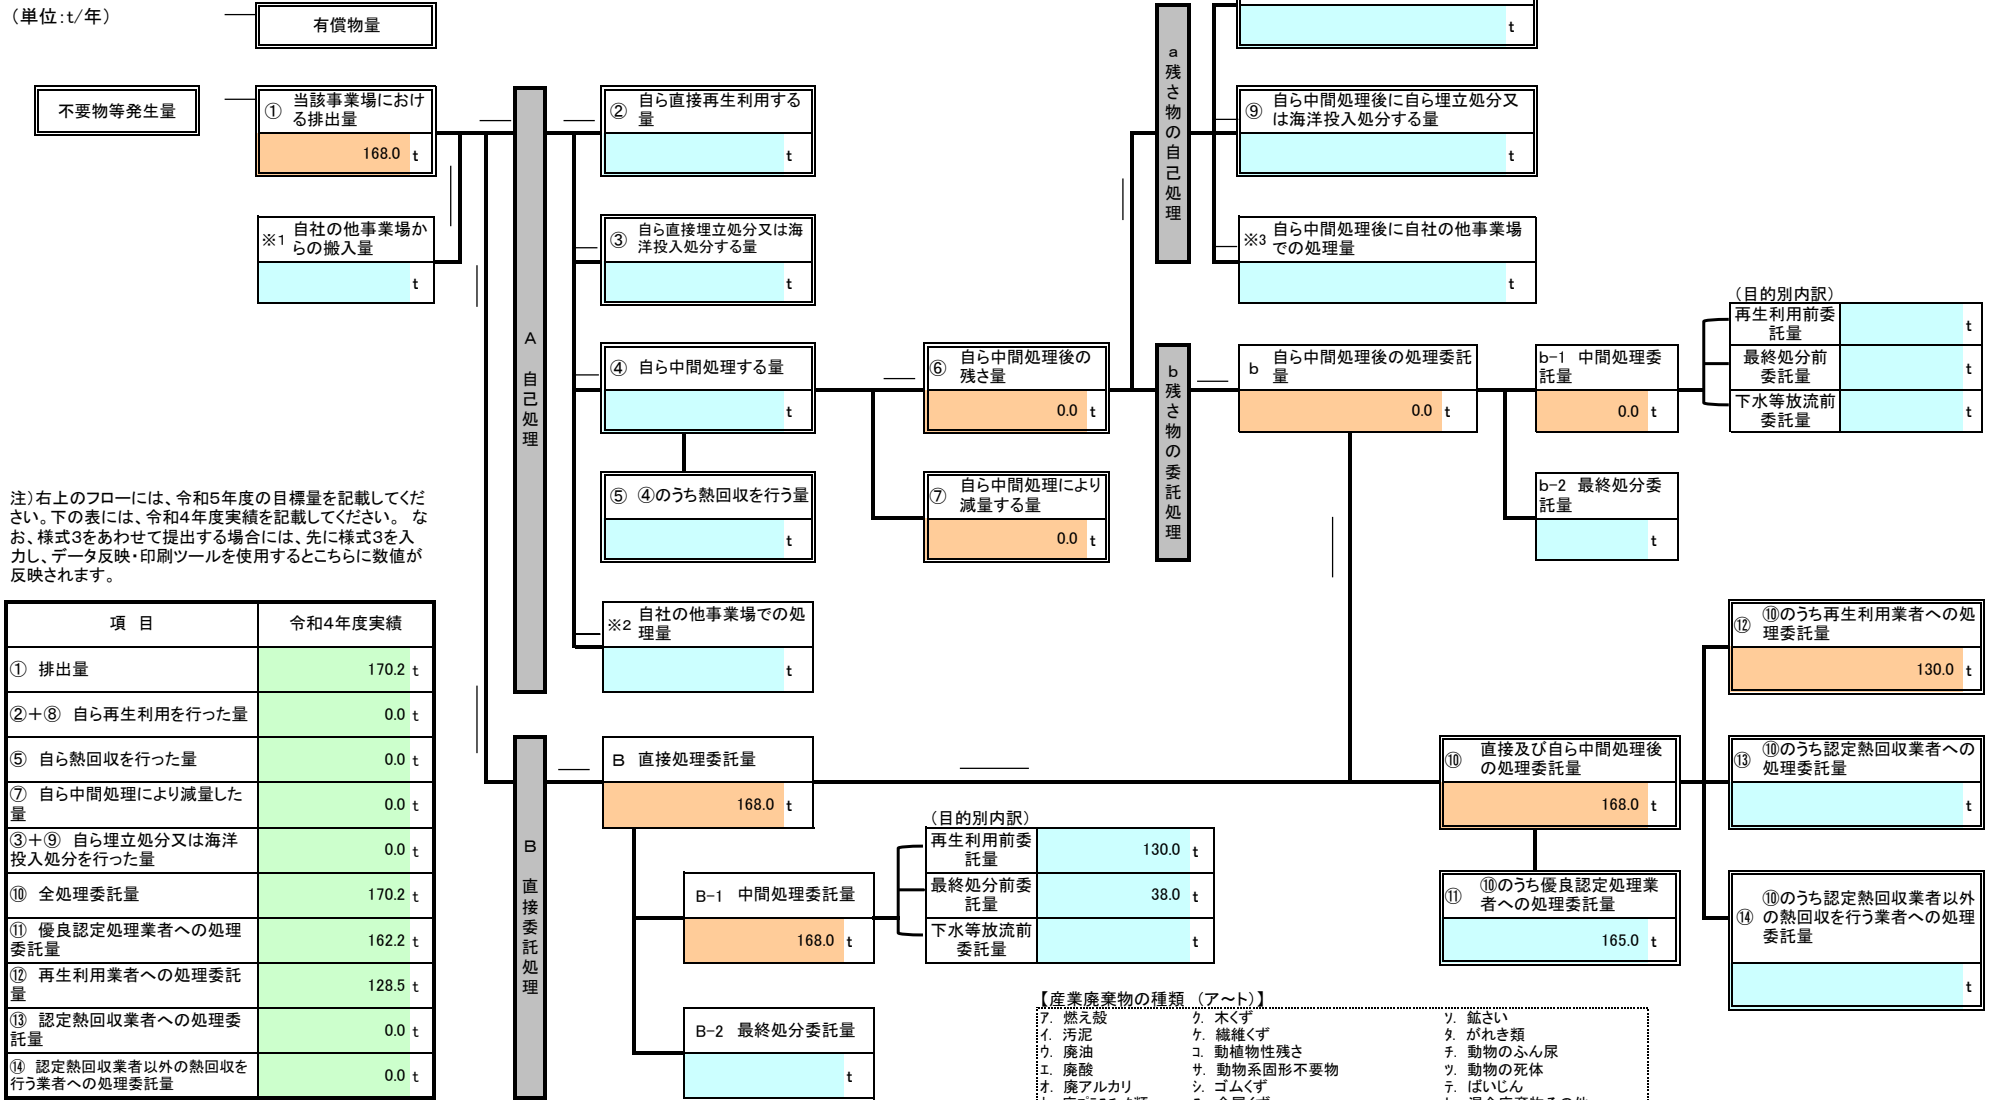 （単位:t/年）
有償物量
t
不要物等発生量
① 当該事業場におけ
る排出量
168.0 t
※1 自社の他事業場か
らの搬入量
t
A 自己処理
② 自ら直接再生利用する
量
t
③ 自ら直接埋立処分又は海
洋投入処分する量
t
④ 自ら中間処理する量
t
⑤ ④のうち熱回収を行う量
t
※2 自社の他事業場での処
理量
t
⑥ 自ら中間処理後の
残さ量
0.0 t
⑦ 自ら中間処理により
減量する量
0.0 t
a 残さ物の自己処理
⑨ 自ら中間処理後に自ら埋立処分又
は海洋投入処分する量
t
※3 自ら中間処理後に自社の他事業場
での処理量
t
b 残さ物の委託処理
b 自ら中間処理後の処理委託
量
0.0 t
b-1 中間処理委
託量
0.0 t
b-2 最終処分委
託量
t
（目的別内訳）
再生利用前委
託量
t
最終処分前
委託量
t
下水等放流前
委託量
t
注）右上のフローには、令和5年度の目標量を記載してくだ
さい。下の表には、令和4年度実績を記載してください。 な
お、様式3をあわせて提出する場合には、先に様式3を入
力し、データ反映・印刷ツールを使用するとこちらに数値が
反映されます。
項 目 令和4年度実績
① 排出量 170.2 t
②＋⑧ 自ら再生利用を行った量 0.0 t
⑤ 自ら熱回収を行った量 0.0 t
⑦ 自ら中間処理により減量した
量 0.0 t
③＋⑨ 自ら埋立処分又は海洋
投入処分を行った量 0.0 t
⑩ 全処理委託量 170.2 t
⑪ 優良認定処理業者への処理
委託量 162.2 t
⑫ 再生利用業者への処理委託
量 128.5 t
⑬ 認定熱回収業者への処理委
託量 0.0 t
⑭ 認定熱回収業者以外の熱回収を
行う業者への処理委託量 0.0 t
B 直接委託処理
B 直接処理委託量
168.0 t
B-1 中間処理委託量
168.0 t
B-2 最終処分委託量
t
（目的別内訳）
再生利用前委
託量 130.0 t
最終処分前委
託量 38.0 t
下水等放流前
委託量 t
⑩ 直接及び自ら中間処理後
の処理委託量
168.0 t
⑪ ⑩のうち優良認定処理業
者への処理委託量
165.0 t
⑫ ⑩のうち再生利用業者への処
理委託量
130.0 t
⑬ ⑩のうち認定熱回収業者への
処理委託量
t
⑭ ⑩のうち認定熱回収業者以外
の熱回収を行う業者への処理
委託量
t
【産業廃棄物の種類 （ア～ト）】
ア. 燃え殻 ク. 木くず ソ. 鉱さい
イ. 汚泥 ケ. 繊維くず タ. がれき類
ウ. 廃油 コ. 動植物性残さ チ. 動物のふん尿
エ. 廃酸 サ. 動物系固形不要物 ツ. 動物の死体
オ. 廃アルカリ シ. ゴムくず テ. ばいじん